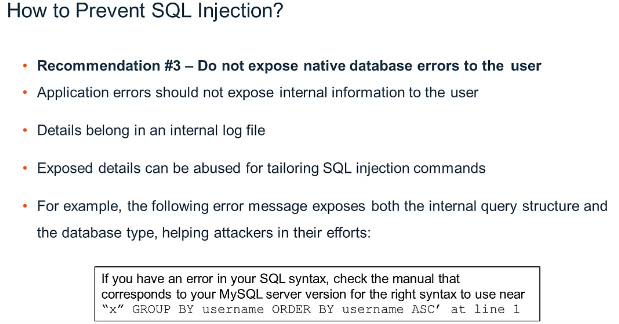 How to Prevent SQL Injection?
• Recommendation #3 – Do not expose native database errors to the user
• Application errors should not expose internal information to the user
• Details belong in an internal log file
• Exposed details can be abused for tailoring SQL injection commands
• For example, the following error message exposes both the internal query structure and
the database type, helping attackers in their efforts:
If you have an error in your SQL syntax, check the manual that
corresponds to your MySQL server version for the right syntax to use near
“x” GROUP BY username ORDER BY username ASC’ at line 1